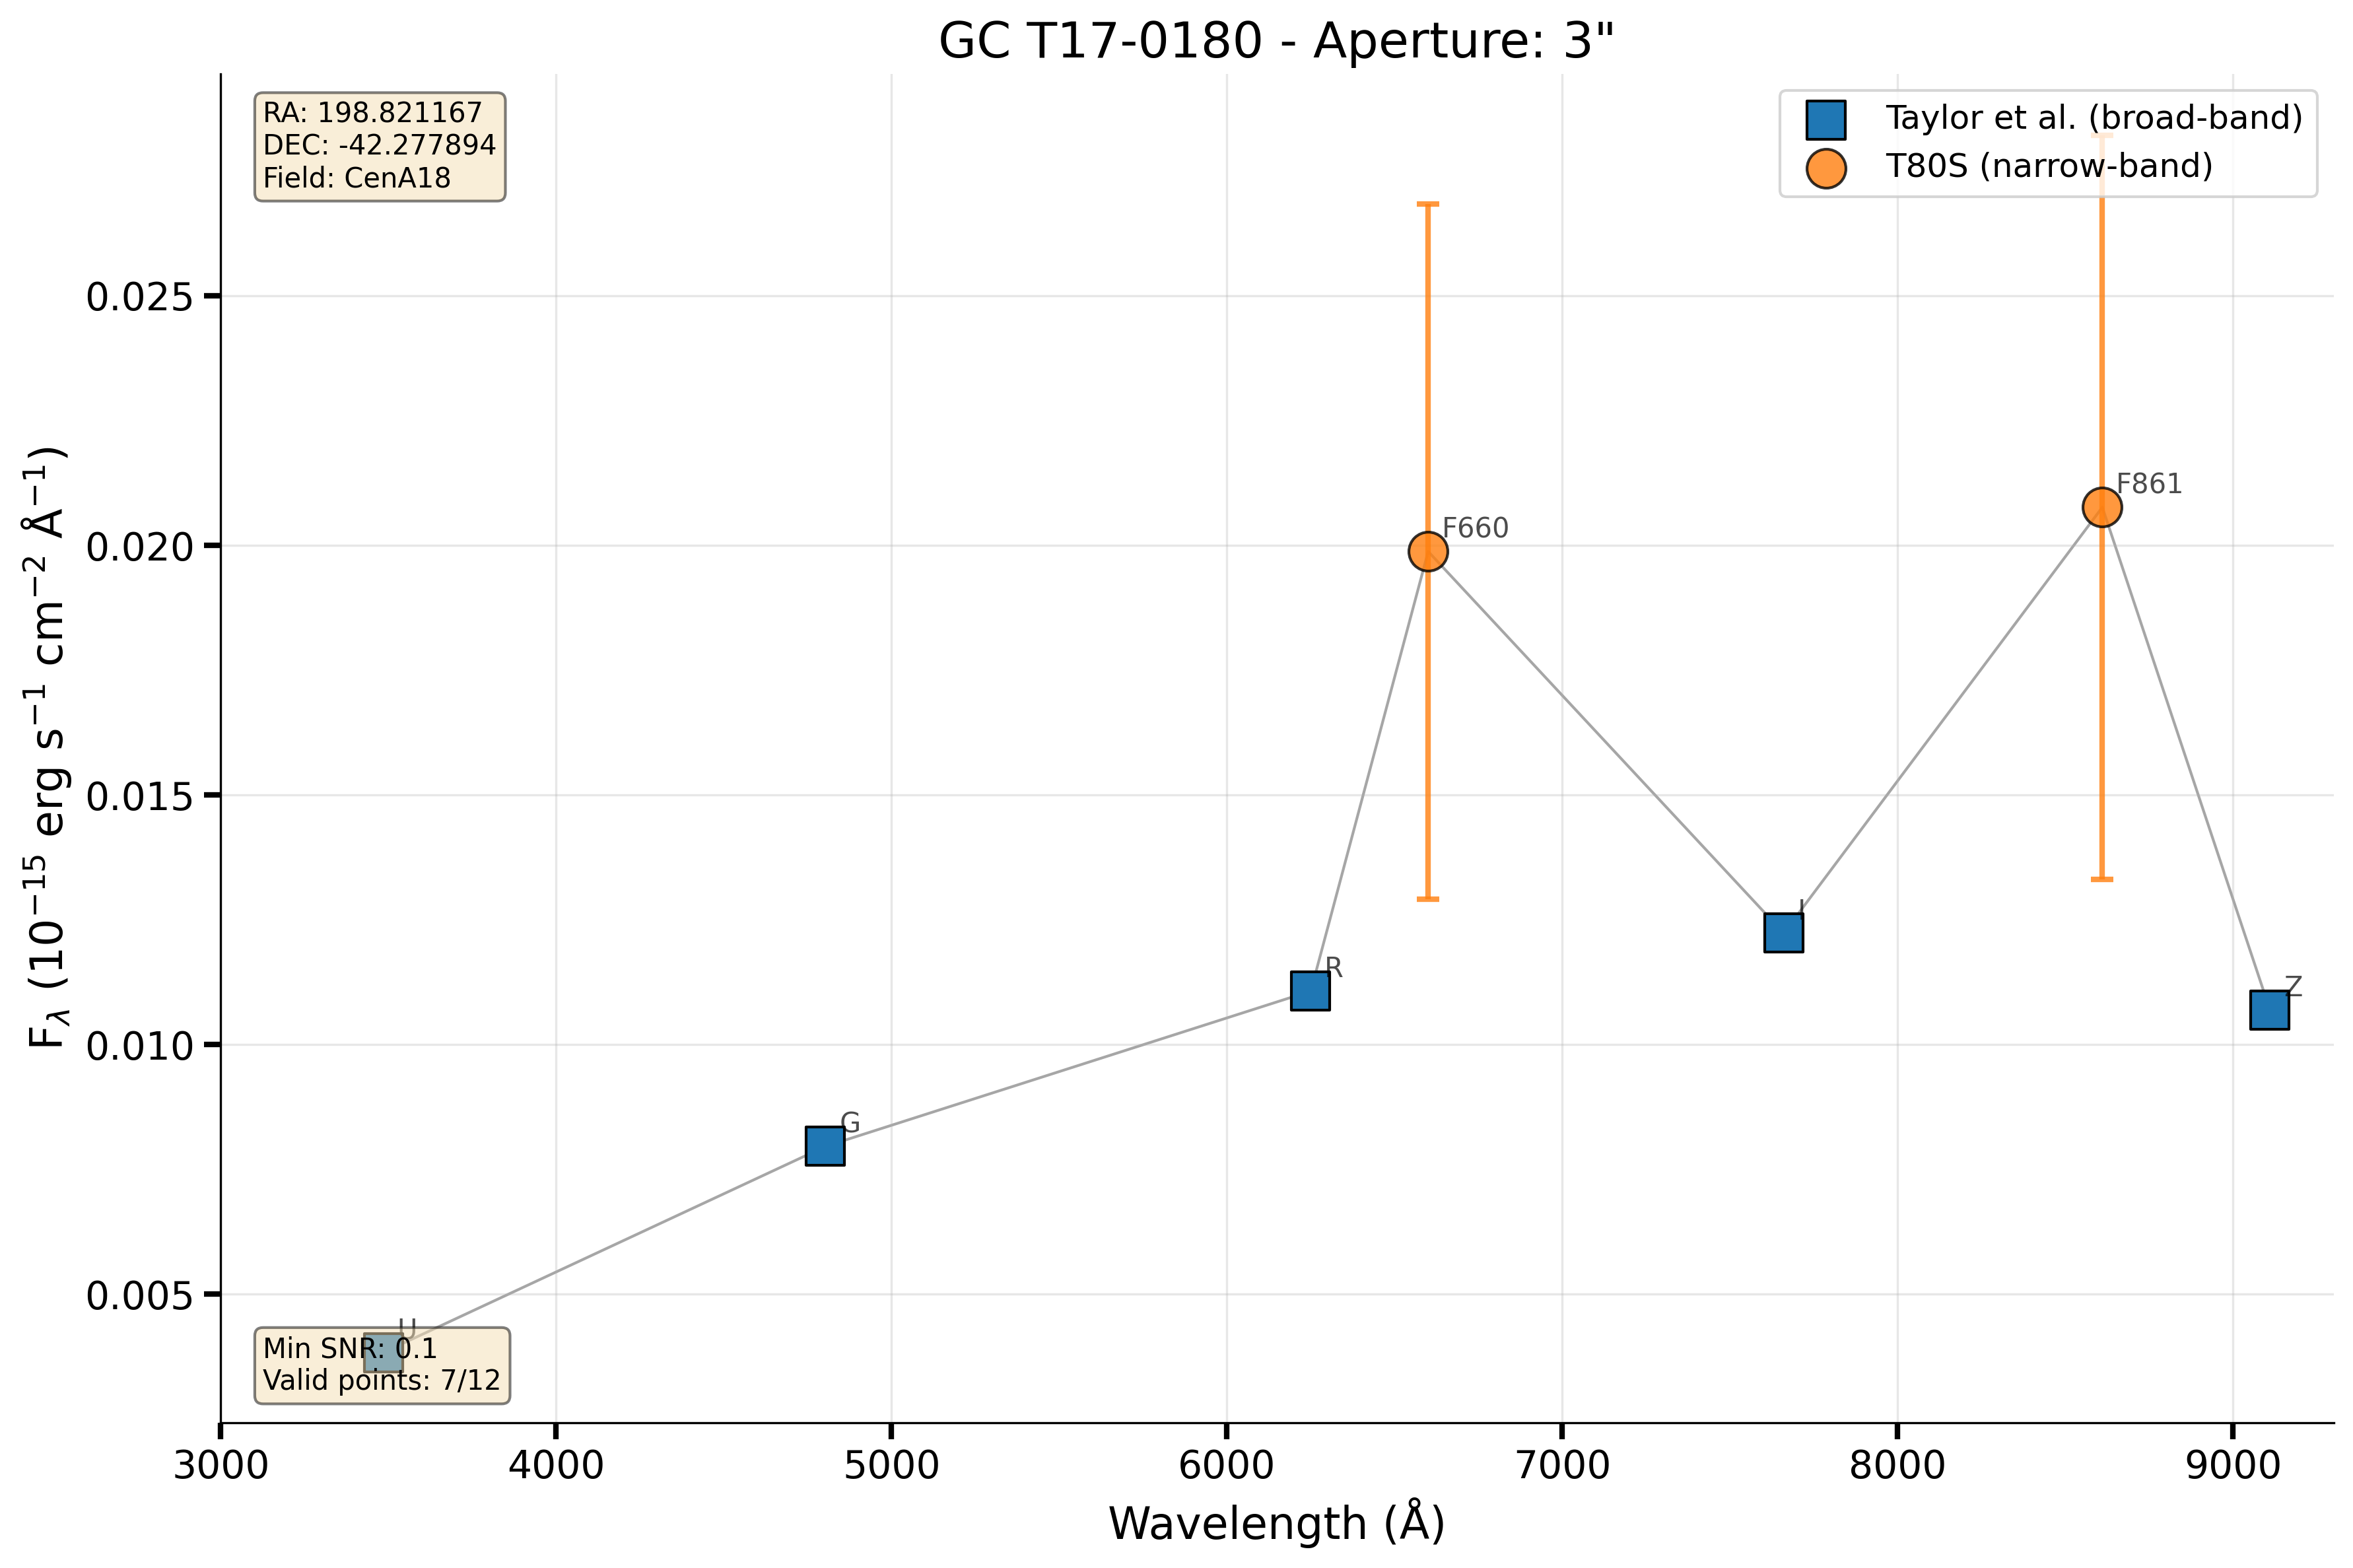 GC T17-0180 - Aperture: 3"
RA: 198.821167
DEC: -42.277894
Field: CenA18
Taylor et al. (broad-band)
T80S (narrow-band)
F861
F660
I
R
Z
G
U
Min SNR: 0.1
Valid points: 7/12
0.025
0.020
0.015
0.010
0.005
F_λ (10⁻¹⁵ erg s⁻¹ cm⁻² Å⁻¹)
3000 4000 5000 6000 7000 8000 9000
Wavelength (Å)